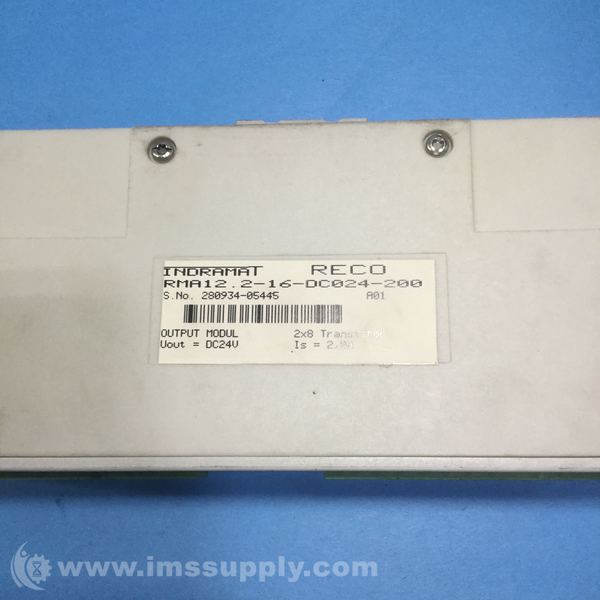 INDRAMAT RECO
RMA12.2-16-DC024-200
S.No. 280934-05445 A01
OUTPUT MODUL 2x8
Uout = DC24V Is =
www.imssupply.com